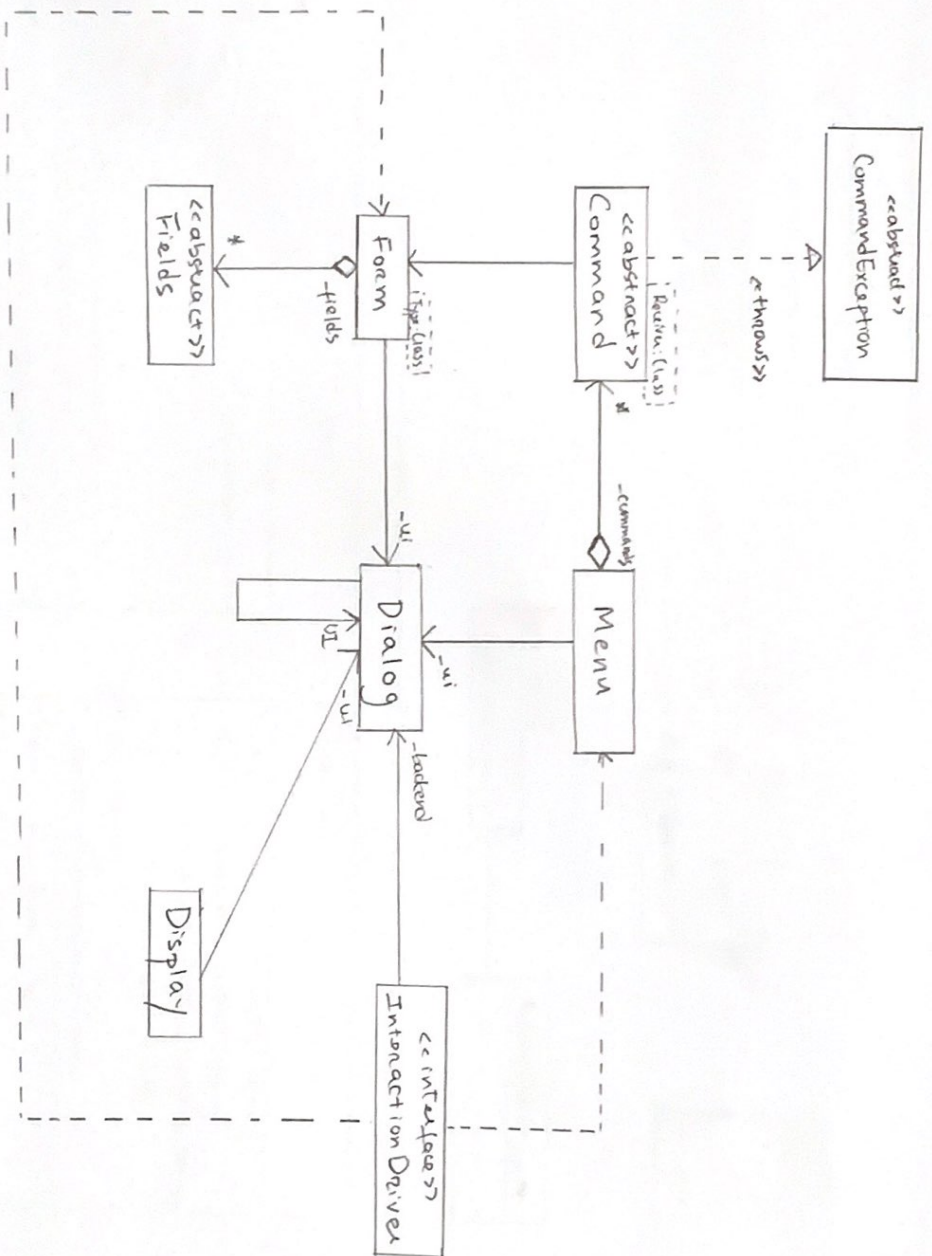 <<abstract>>
CommandException
<<throws>>
Receiver:Class
<<abstract>>
Command
*
-commands
Menu
Type:Class
Form
-fields
*
<<abstract>>
Fields
-ui
-ui
Dialog
UI
-ui
-backend
Display
<<interface>>
InteractionDriver